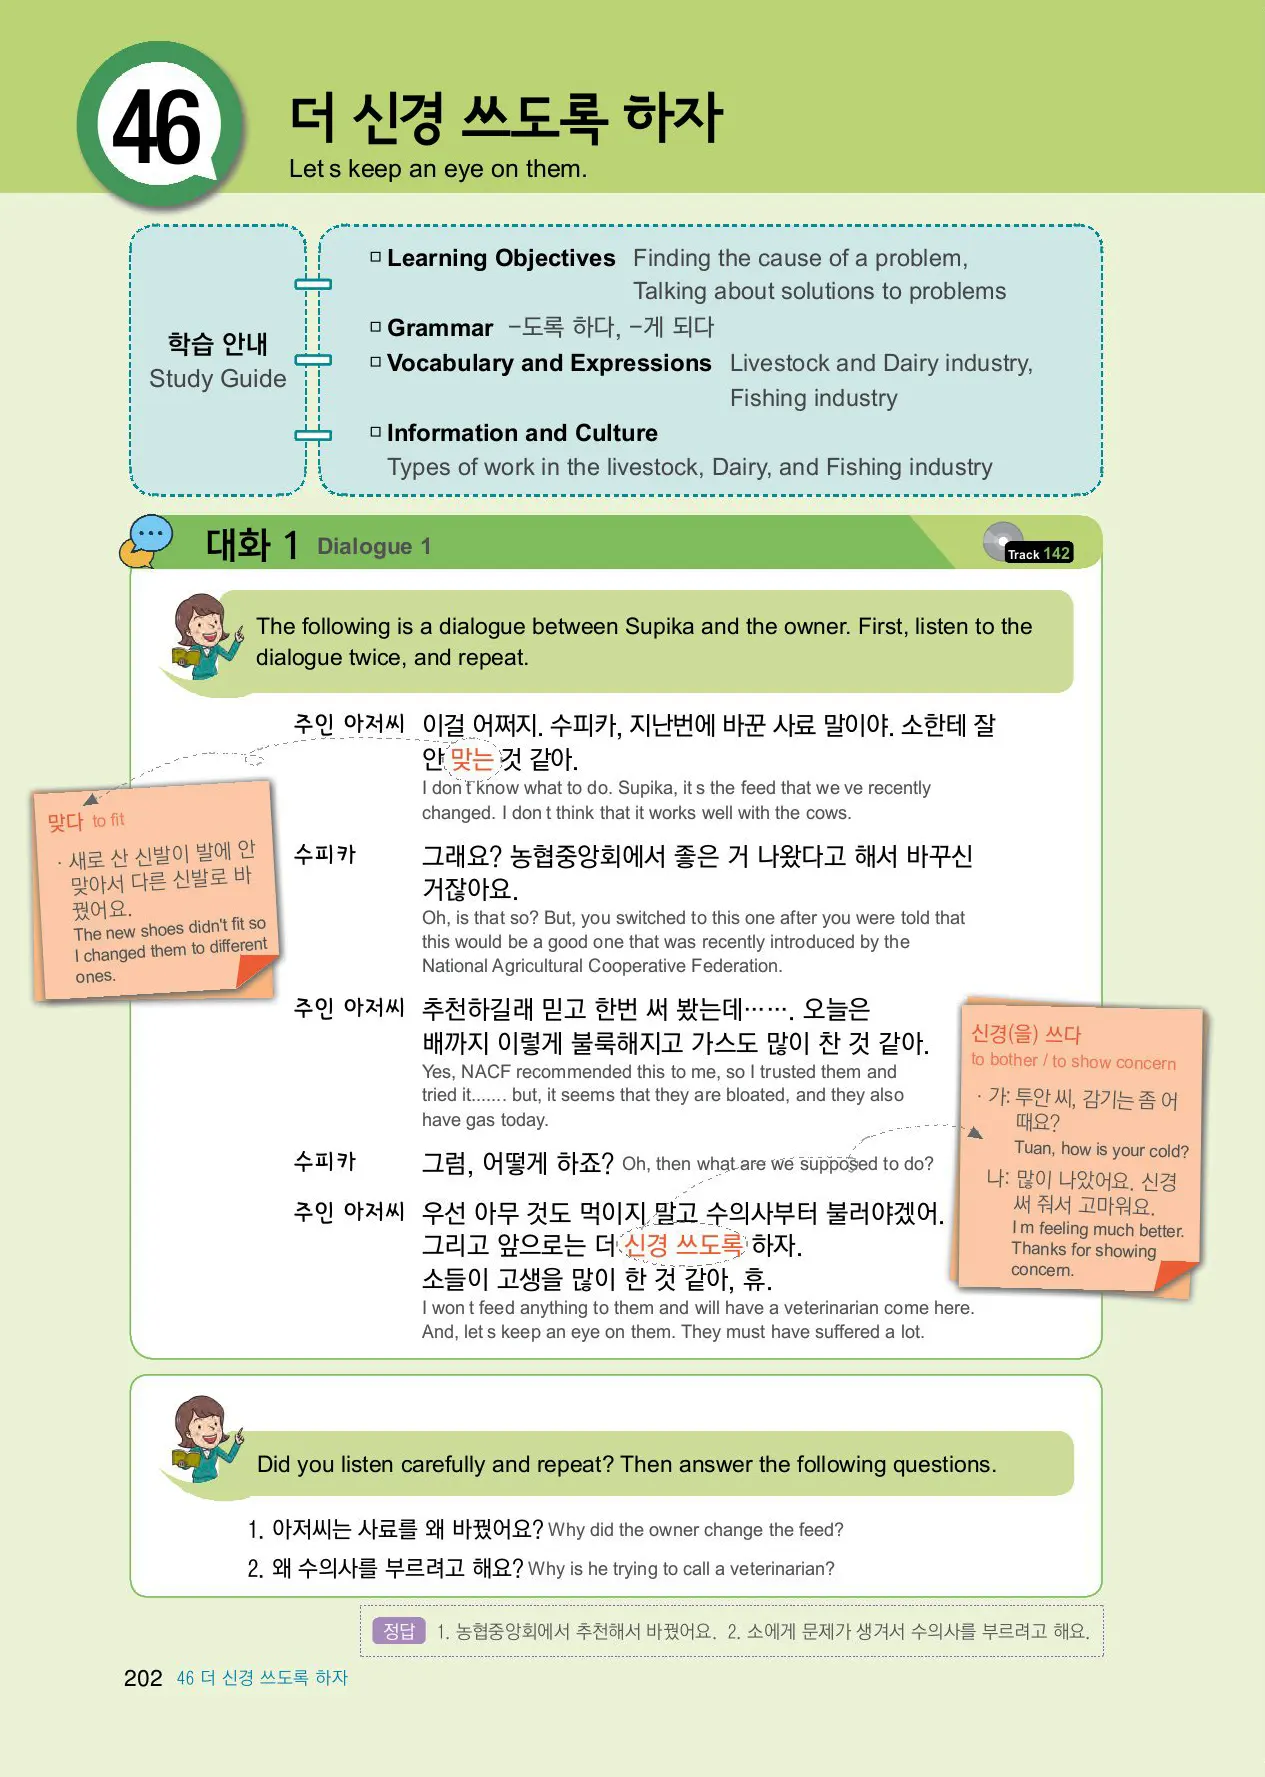 46
더 신경 쓰도록 하자
Let s keep an eye on them.
학습 안내
Study Guide
Learning Objectives Finding the cause of a problem,
Talking about solutions to problems
Grammar -도록 하다, -게 되다
Vocabulary and Expressions Livestock and Dairy industry,
Fishing industry
Information and Culture
Types of work in the livestock, Dairy, and Fishing industry
대화 1 Dialogue 1
Track 142
The following is a dialogue between Supika and the owner. First, listen to the
dialogue twice, and repeat.
주인 아저씨 이걸 어쩌지. 수피카, 지난번에 바꾼 사료 말이야. 소한테 잘
안 맞는 것 같아.
I don t know what to do. Supika, it s the feed that we ve recently
changed. I don t think that it works well with the cows.
맞다 to fit
· 새로 산 신발이 발에 안
맞아서 다른 신발로 바
꿨어요.
The new shoes didn't fit so
I changed them to different
ones.
수피카 그래요? 농협중앙회에서 좋은 거 나왔다고 해서 바꾸신
거잖아요.
Oh, is that so? But, you switched to this one after you were told that
this would be a good one that was recently introduced by the
National Agricultural Cooperative Federation.
주인 아저씨 추천하길래 믿고 한번 써 봤는데……. 오늘은
배까지 이렇게 불룩해지고 가스도 많이 찬 것 같아.
Yes, NACF recommended this to me, so I trusted them and
tried it....... but, it seems that they are bloated, and they also
have gas today.
신경(을) 쓰다
to bother / to show concern
· 가: 투안 씨, 감기는 좀 어
때요?
Tuan, how is your cold?
나: 많이 나았어요. 신경
써 줘서 고마워요.
I m feeling much better.
Thanks for showing
concern.
수피카 그럼, 어떻게 하죠? Oh, then what are we supposed to do?
주인 아저씨 우선 아무 것도 먹이지 말고 수의사부터 불러야겠어.
그리고 앞으로는 더 신경 쓰도록 하자.
소들이 고생을 많이 한 것 같아, 휴.
I won t feed anything to them and will have a veterinarian come here.
And, let s keep an eye on them. They must have suffered a lot.
Did you listen carefully and repeat? Then answer the following questions.
1. 아저씨는 사료를 왜 바꿨어요? Why did the owner change the feed?
2. 왜 수의사를 부르려고 해요? Why is he trying to call a veterinarian?
정답 1. 농협중앙회에서 추천해서 바꿨어요. 2. 소에게 문제가 생겨서 수의사를 부르려고 해요.
202 46 더 신경 쓰도록 하자